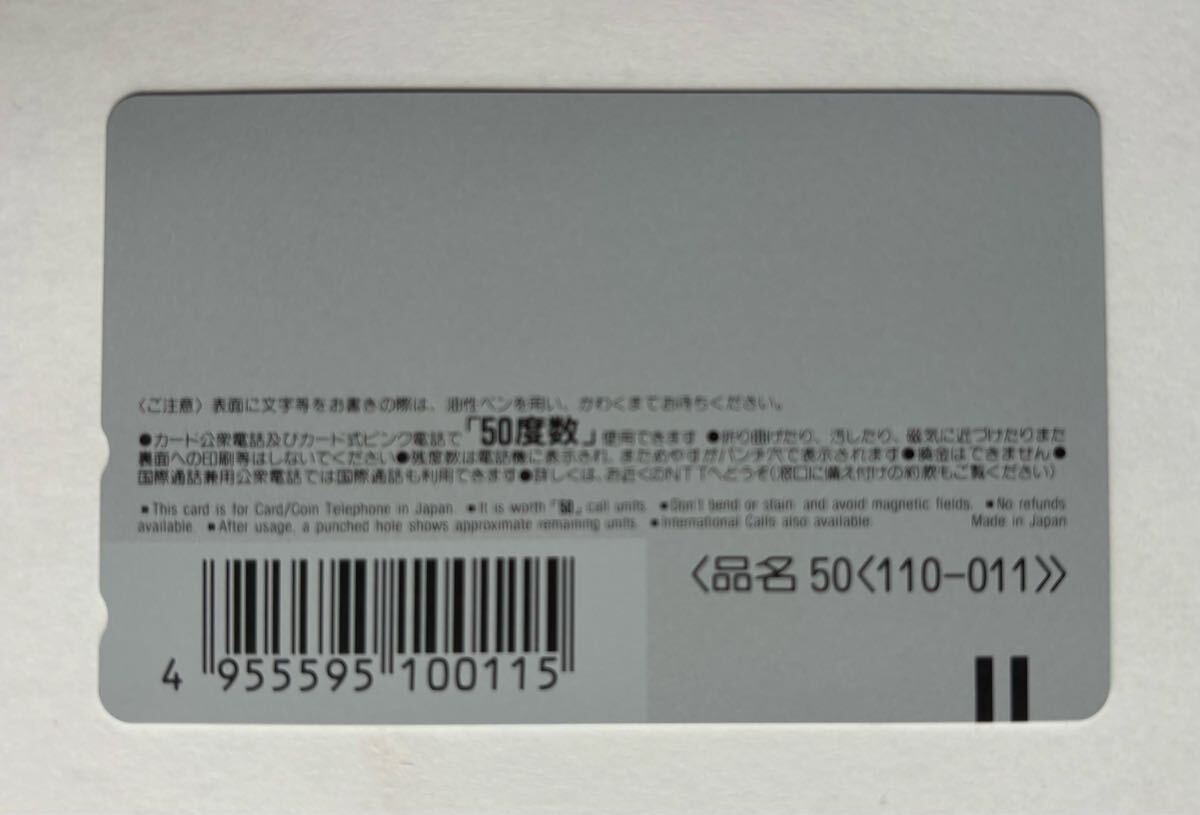 〈ご注意〉表面に文字等をお書きの際は、油性ペンを用い、かわくまでお待ちください。
●カード公衆電話及びカード式ピンク電話で「50度数」使用できます ●折り曲げたり、汚したり、磁気に近づけたりまた
裏面への印刷等はしないでください●残度数は電話機に表示され、まためやすがパンチ穴で表示されます●換金はできません●
国際通話兼用公衆電話では国際通話も利用できます●詳しくは、お近くのNTTへどうぞ(窓口に備え付けの約款もご覧ください)
■This card is for Card/Coin Telephone in Japan. ●It is worth「50」call units. ●Don't bend or stain and avoid magnetic fields. ●No refunds
available. ■After usage, a punched hole shows approximate remaining units. ●International Calls also available. Made in Japan
〈品名 50〈110-011〉〉
4 955595 100115